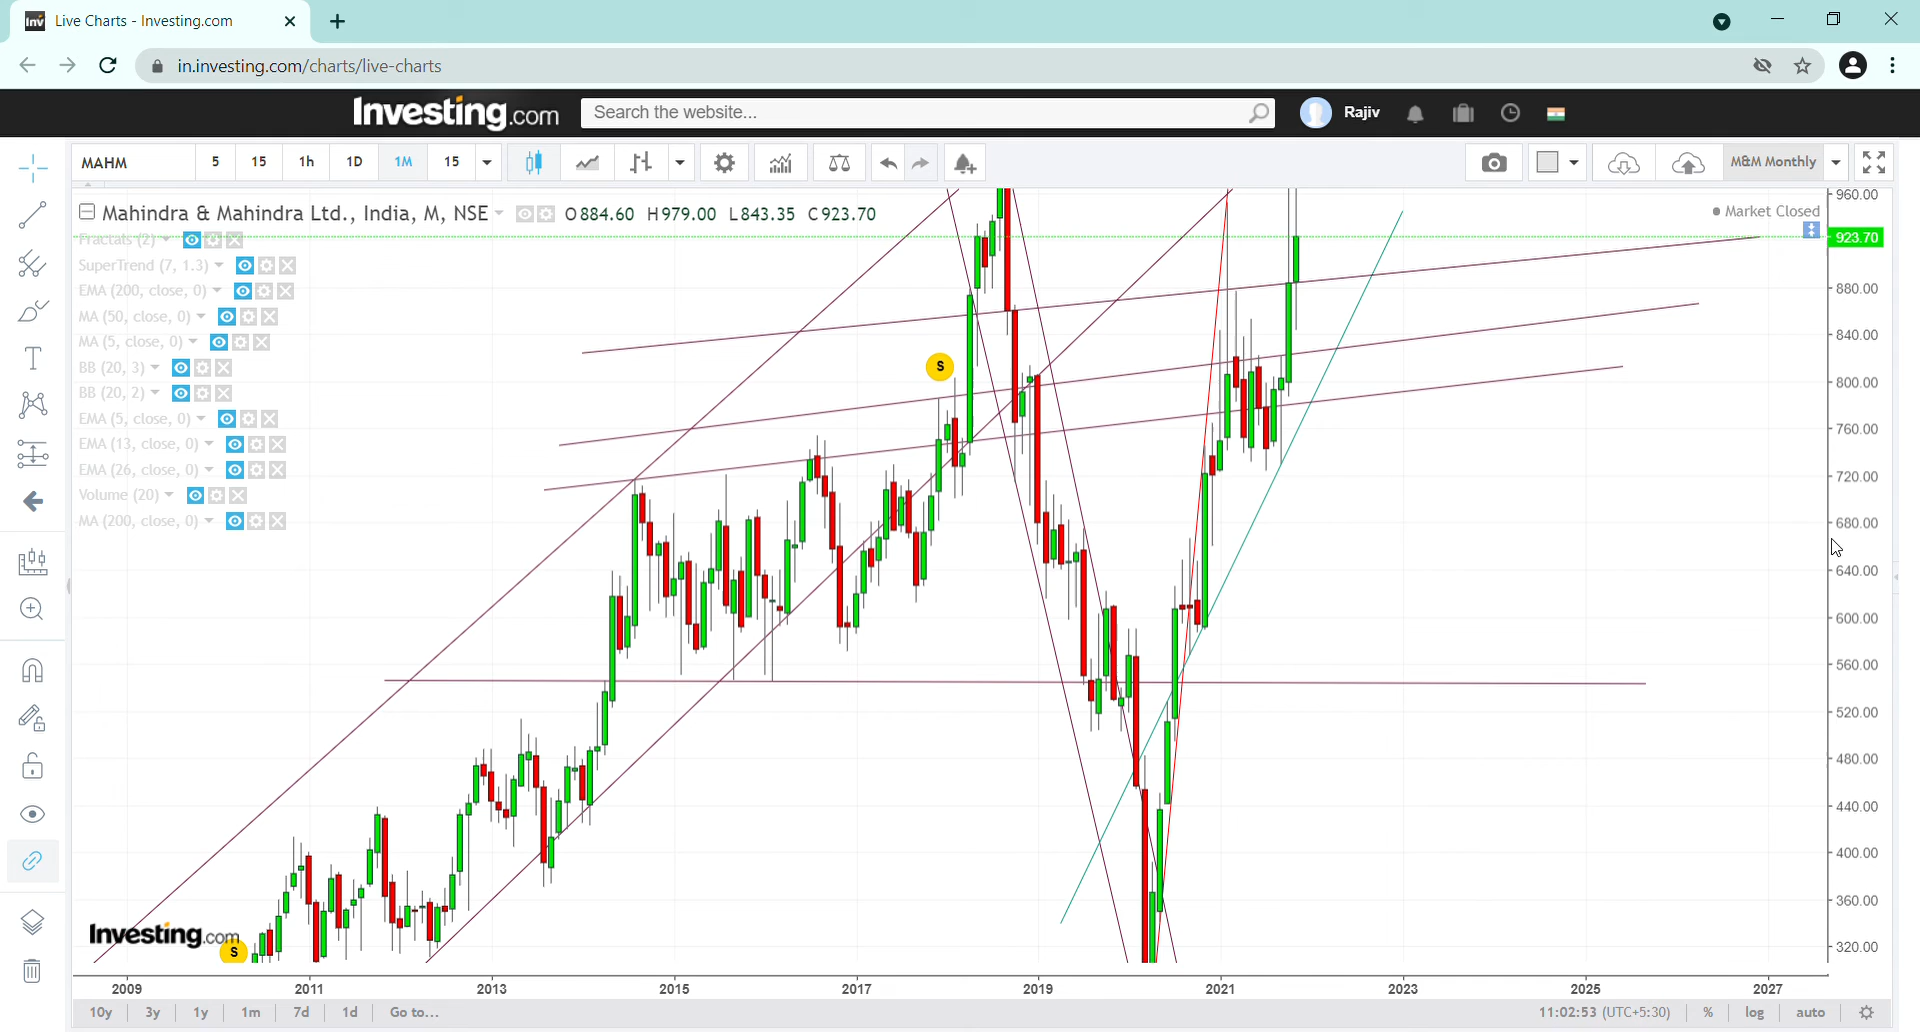 Inv Live Charts - Investing.com
in.investing.com/charts/live-charts
Investing.com Search the website... Rajiv
MAHM 5 15 1h 1D 1M 15 M&M Monthly
Mahindra & Mahindra Ltd., India, M, NSE O884.60 H979.00 L843.35 C923.70
Market Closed
Fractals (2)
SuperTrend (7, 1.3)
EMA (200, close, 0)
MA (50, close, 0)
MA (5, close, 0)
BB (20, 3)
BB (20, 2)
EMA (5, close, 0)
EMA (13, close, 0)
EMA (26, close, 0)
Volume (20)
MA (200, close, 0)
S
S
T
960.00
923.70
880.00
840.00
800.00
760.00
720.00
680.00
640.00
600.00
560.00
520.00
480.00
440.00
400.00
360.00
320.00
Investing.com
2009 2011 2013 2015 2017 2019 2021 2023 2025 2027
10y 3y 1y 1m 7d 1d Go to... 11:02:53 (UTC+5:30) % log auto